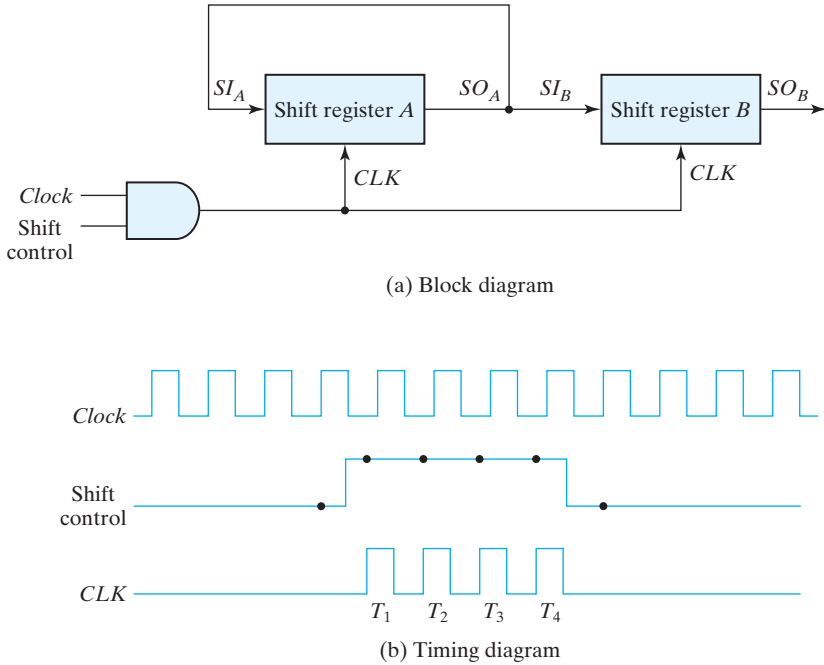 SI_A
Shift register A
SO_A
SI_B
Shift register B
SO_B
CLK
CLK
Clock
Shift
control
(a) Block diagram
Clock
Shift
control
CLK
T_1
T_2
T_3
T_4
(b) Timing diagram